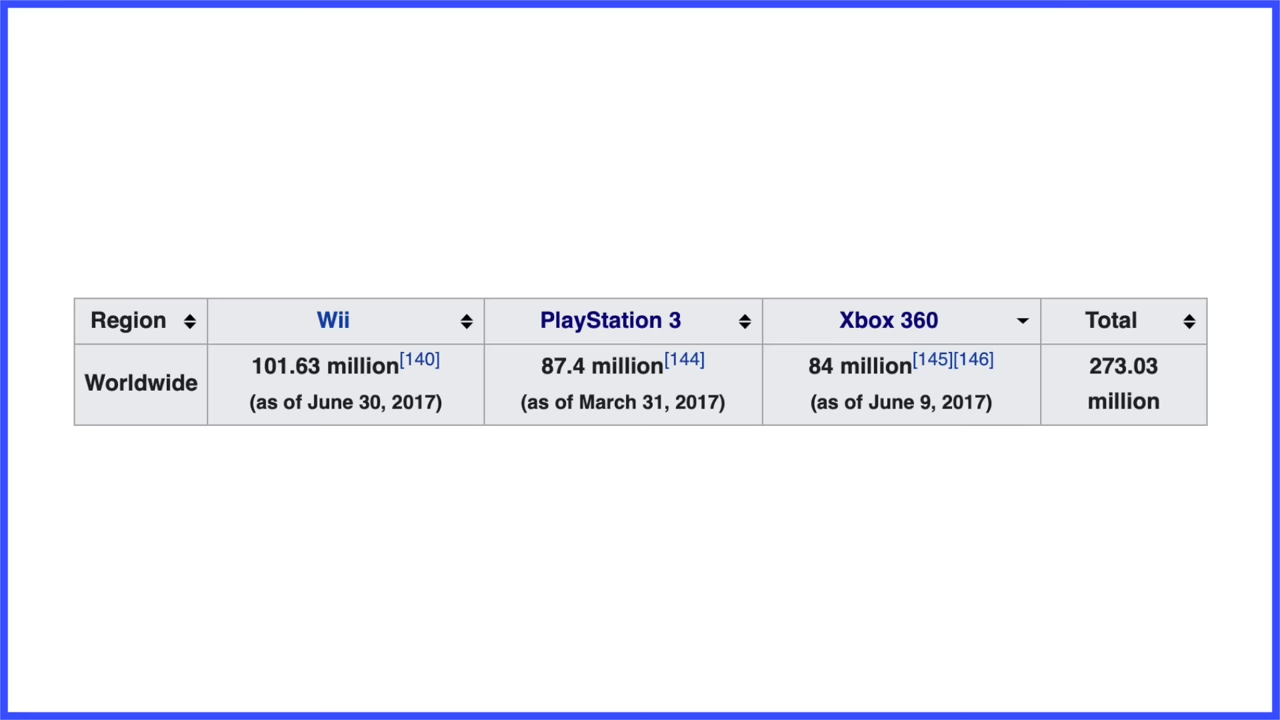 Region Wii PlayStation 3 Xbox 360 Total
Worldwide
101.63 million[140]
(as of June 30, 2017)
87.4 million[144]
(as of March 31, 2017)
84 million[145][146]
(as of June 9, 2017)
273.03
million